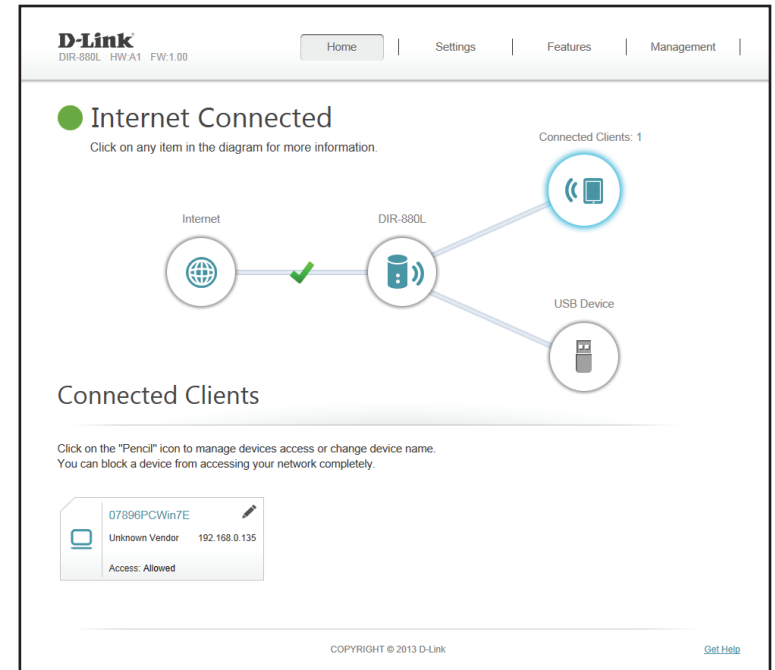 D-Link
DIR-880L HW:A1 FW:1.00
Home
Settings
Features
Management
Internet Connected
Click on any item in the diagram for more information.
Connected Clients: 1
Internet
DIR-880L
USB Device
Connected Clients
Click on the "Pencil" icon to manage devices access or change device name.
You can block a device from accessing your network completely.
07896PCWin7E
Unknown Vendor 192.168.0.135
Access: Allowed
COPYRIGHT © 2013 D-Link
Get Help